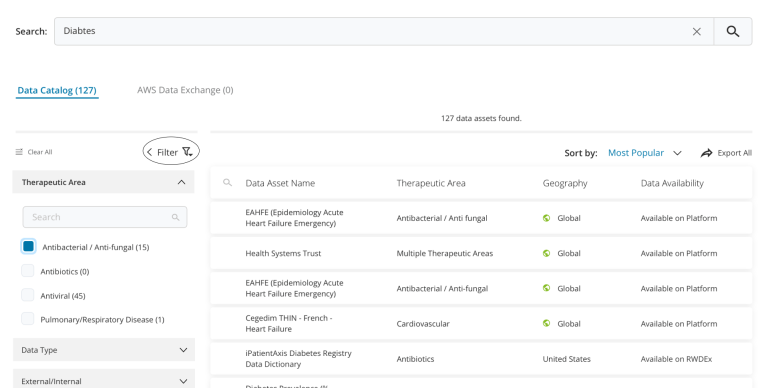 Search: Diabtes
Data Catalog (127) AWS Data Exchange (0)
127 data assets found.
Clear All Filter Sort by: Most Popular Export All
Therapeutic Area
Search
Antibacterial / Anti-fungal (15)
Antibiotics (0)
Antiviral (45)
Pulmonary/Respiratory Disease (1)
Data Type
External/Internal
Data Asset Name Therapeutic Area Geography Data Availability
EAHFE (Epidemiology Acute
Heart Failure Emergency) Antibacterial / Anti fungal Global Available on Platform
Health Systems Trust Multiple Therapeutic Areas Global Available on Platform
EAHFE (Epidemiology Acute
Heart Failure Emergency) Antibacterial / Anti-fungal Global Available on Platform
Cegedim THIN - French -
Heart Failure Cardiovascular Global Available on Platform
iPatientAxis Diabetes Registry
Data Dictionary Antibiotics United States Available on RWDEx